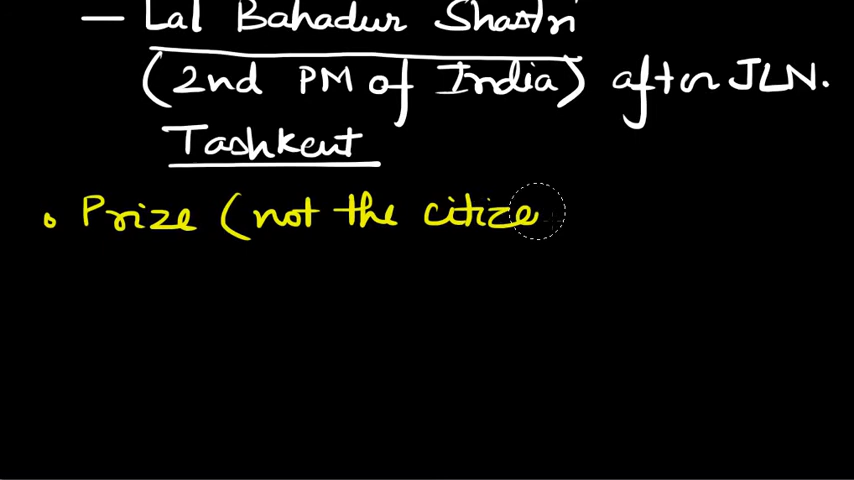 — Lal Bahadur Shastri
(2nd PM of India) after JLN.
Tashkent
• Prize (not the citize